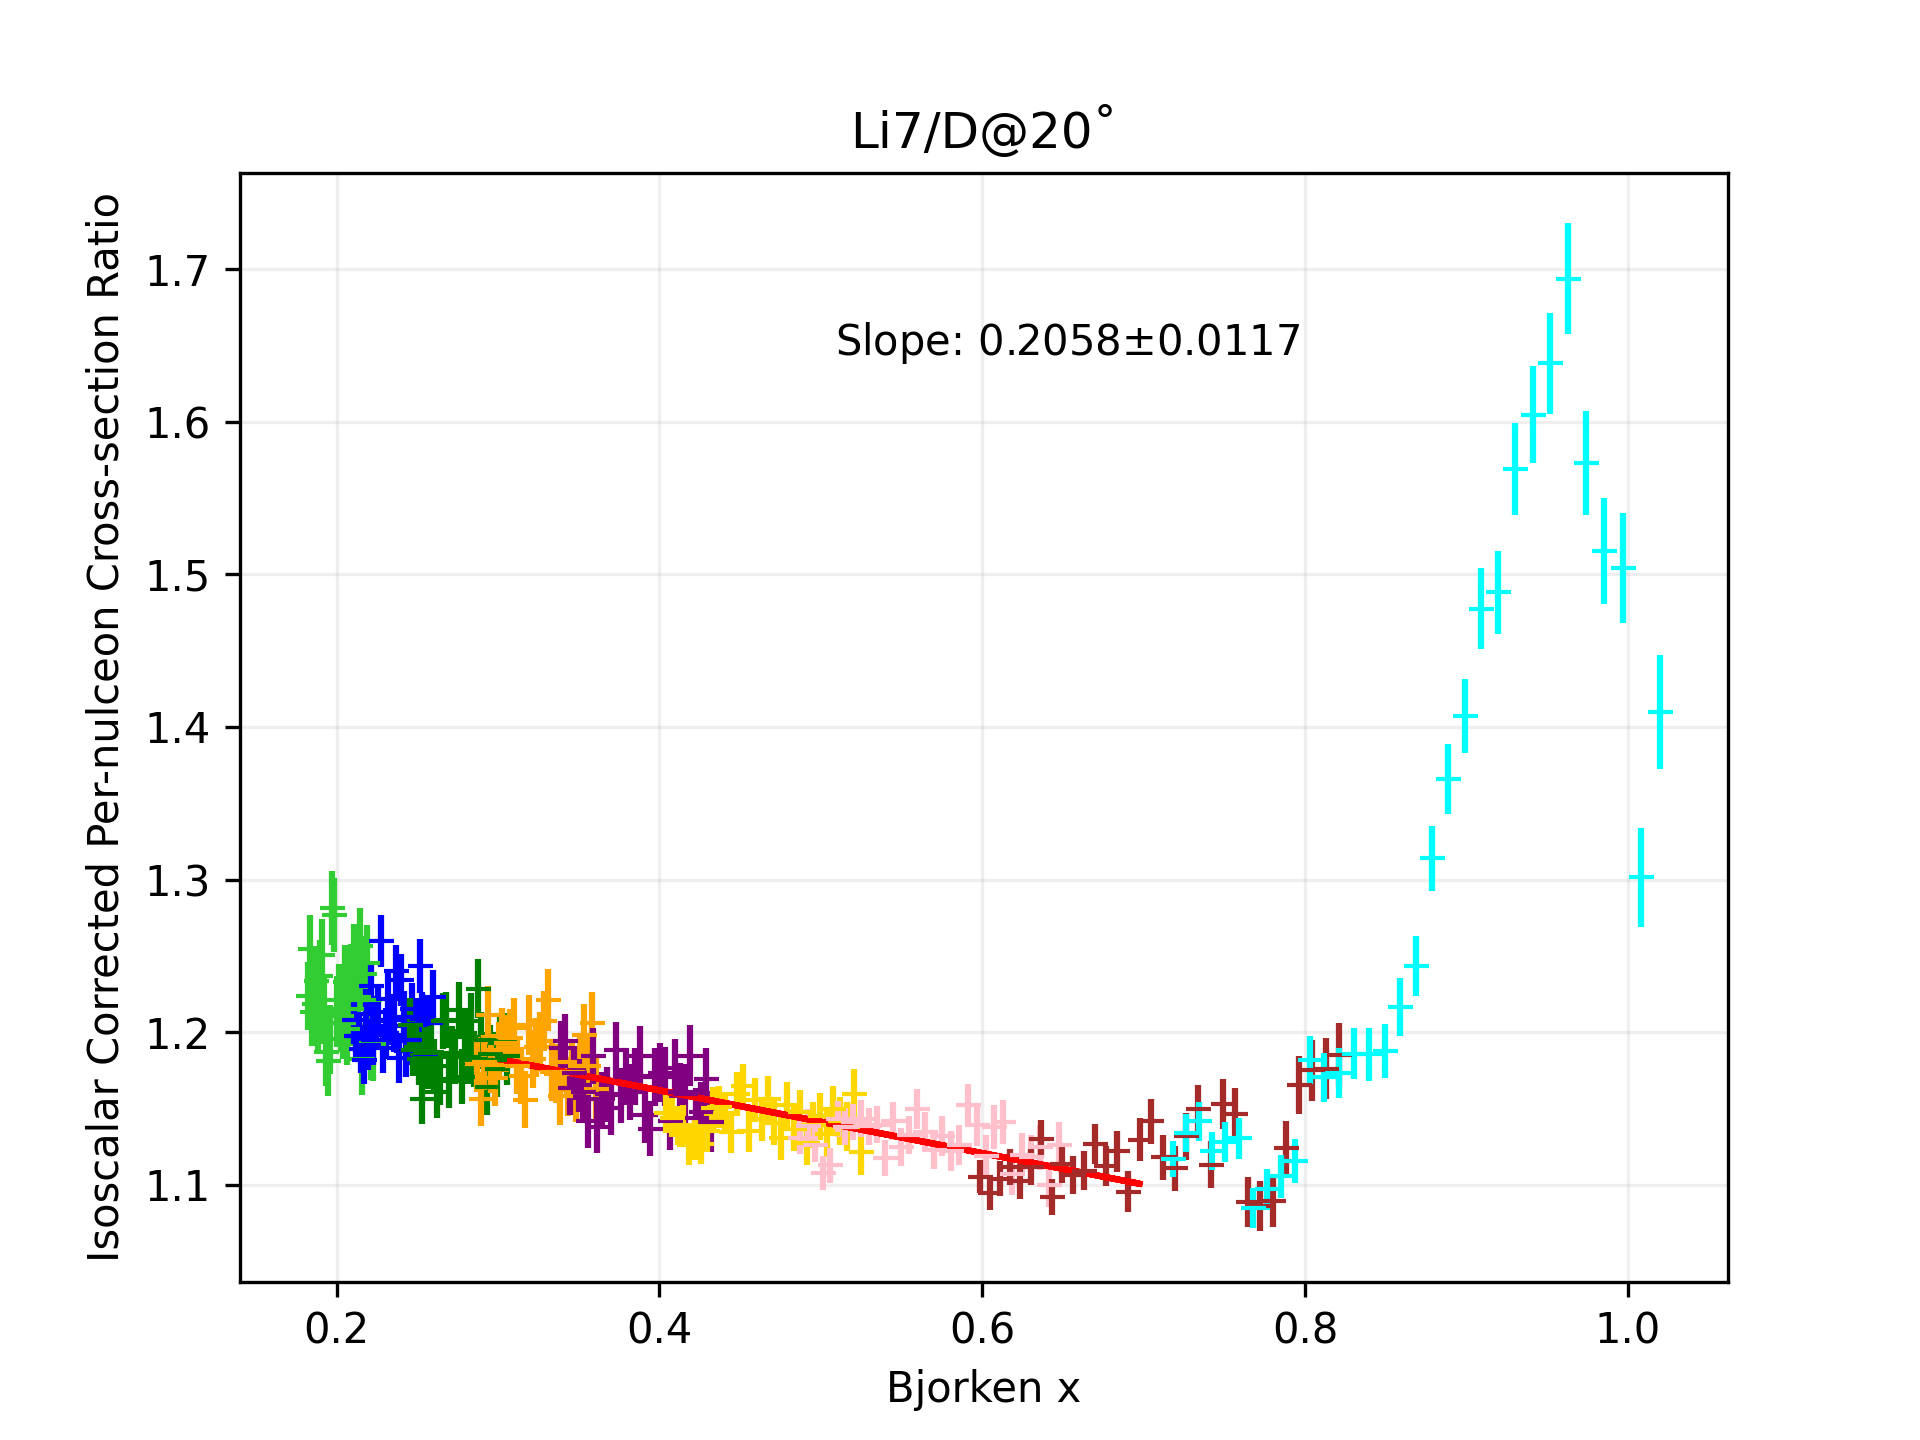 Li7/D@20˚
Isoscalar Corrected Per-nulceon Cross-section Ratio
1.7
1.6
1.5
1.4
1.3
1.2
1.1
Slope: 0.2058±0.0117
0.2 0.4 0.6 0.8 1.0
Bjorken x